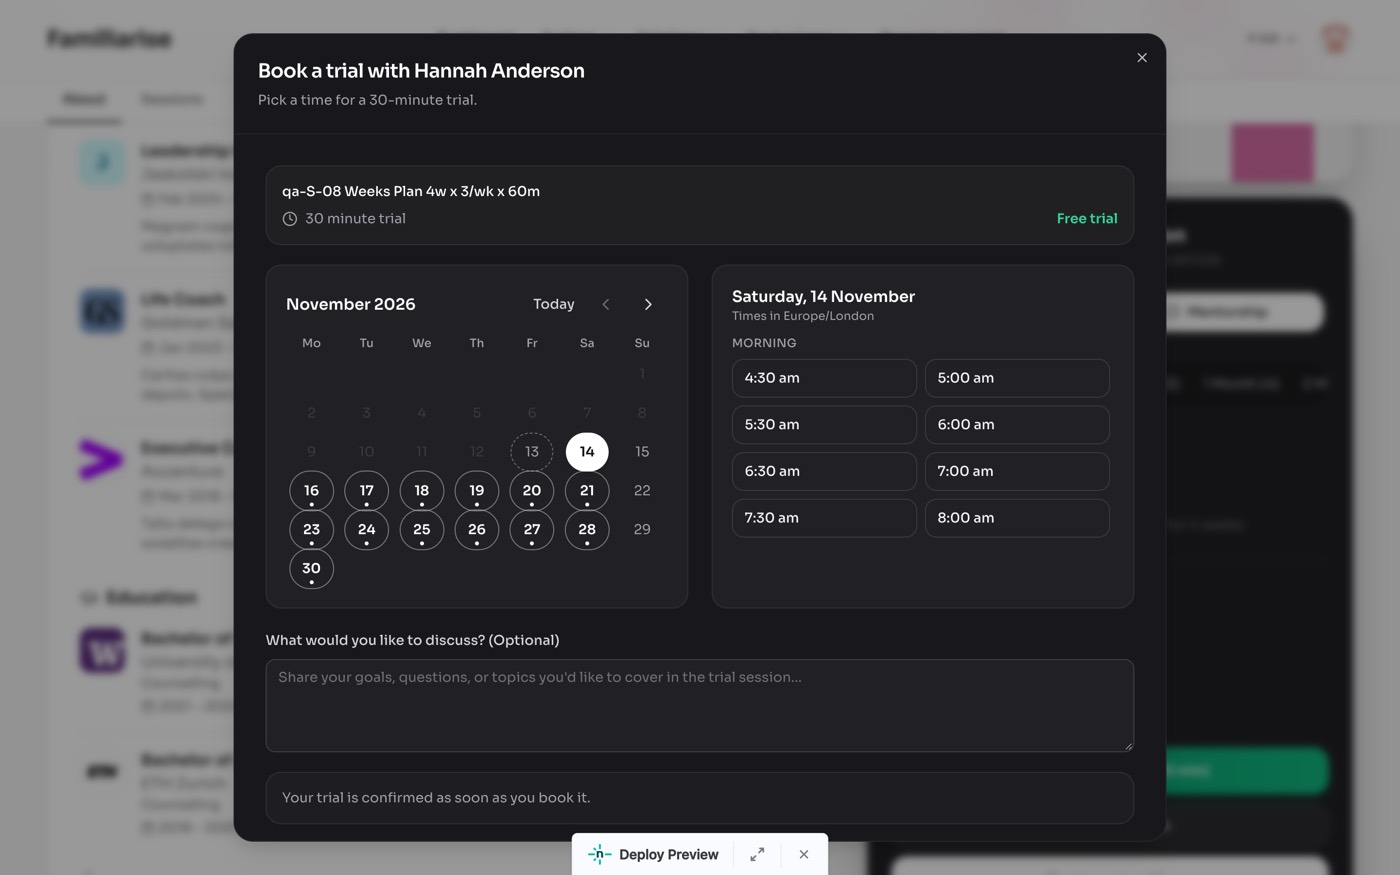 Familiarise
About
Sessions
Book a trial with Hannah Anderson
Pick a time for a 30-minute trial.
qa-S-08 Weeks Plan 4w x 3/wk x 60m
30 minute trial
Free trial
November 2026
Today
Mo Tu We Th Fr Sa Su
1
2 3 4 5 6 7 8
9 10 11 12 13 14 15
16 17 18 19 20 21 22
23 24 25 26 27 28 29
30
Saturday, 14 November
Times in Europe/London
MORNING
4:30 am 5:00 am
5:30 am 6:00 am
6:30 am 7:00 am
7:30 am 8:00 am
What would you like to discuss? (Optional)
Share your goals, questions, or topics you'd like to cover in the trial session...
Your trial is confirmed as soon as you book it.
Education
Mentorship
Deploy Preview